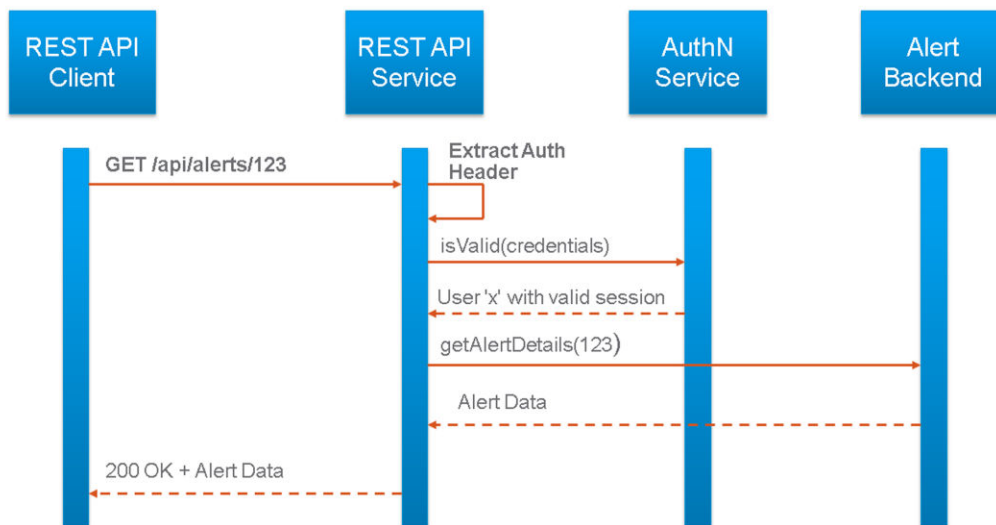 REST API
Client
REST API
Service
AuthN
Service
Alert
Backend
GET /api/alerts/123
Extract Auth
Header
isValid(credentials)
User 'x' with valid session
getAlertDetails(123)
Alert Data
200 OK + Alert Data